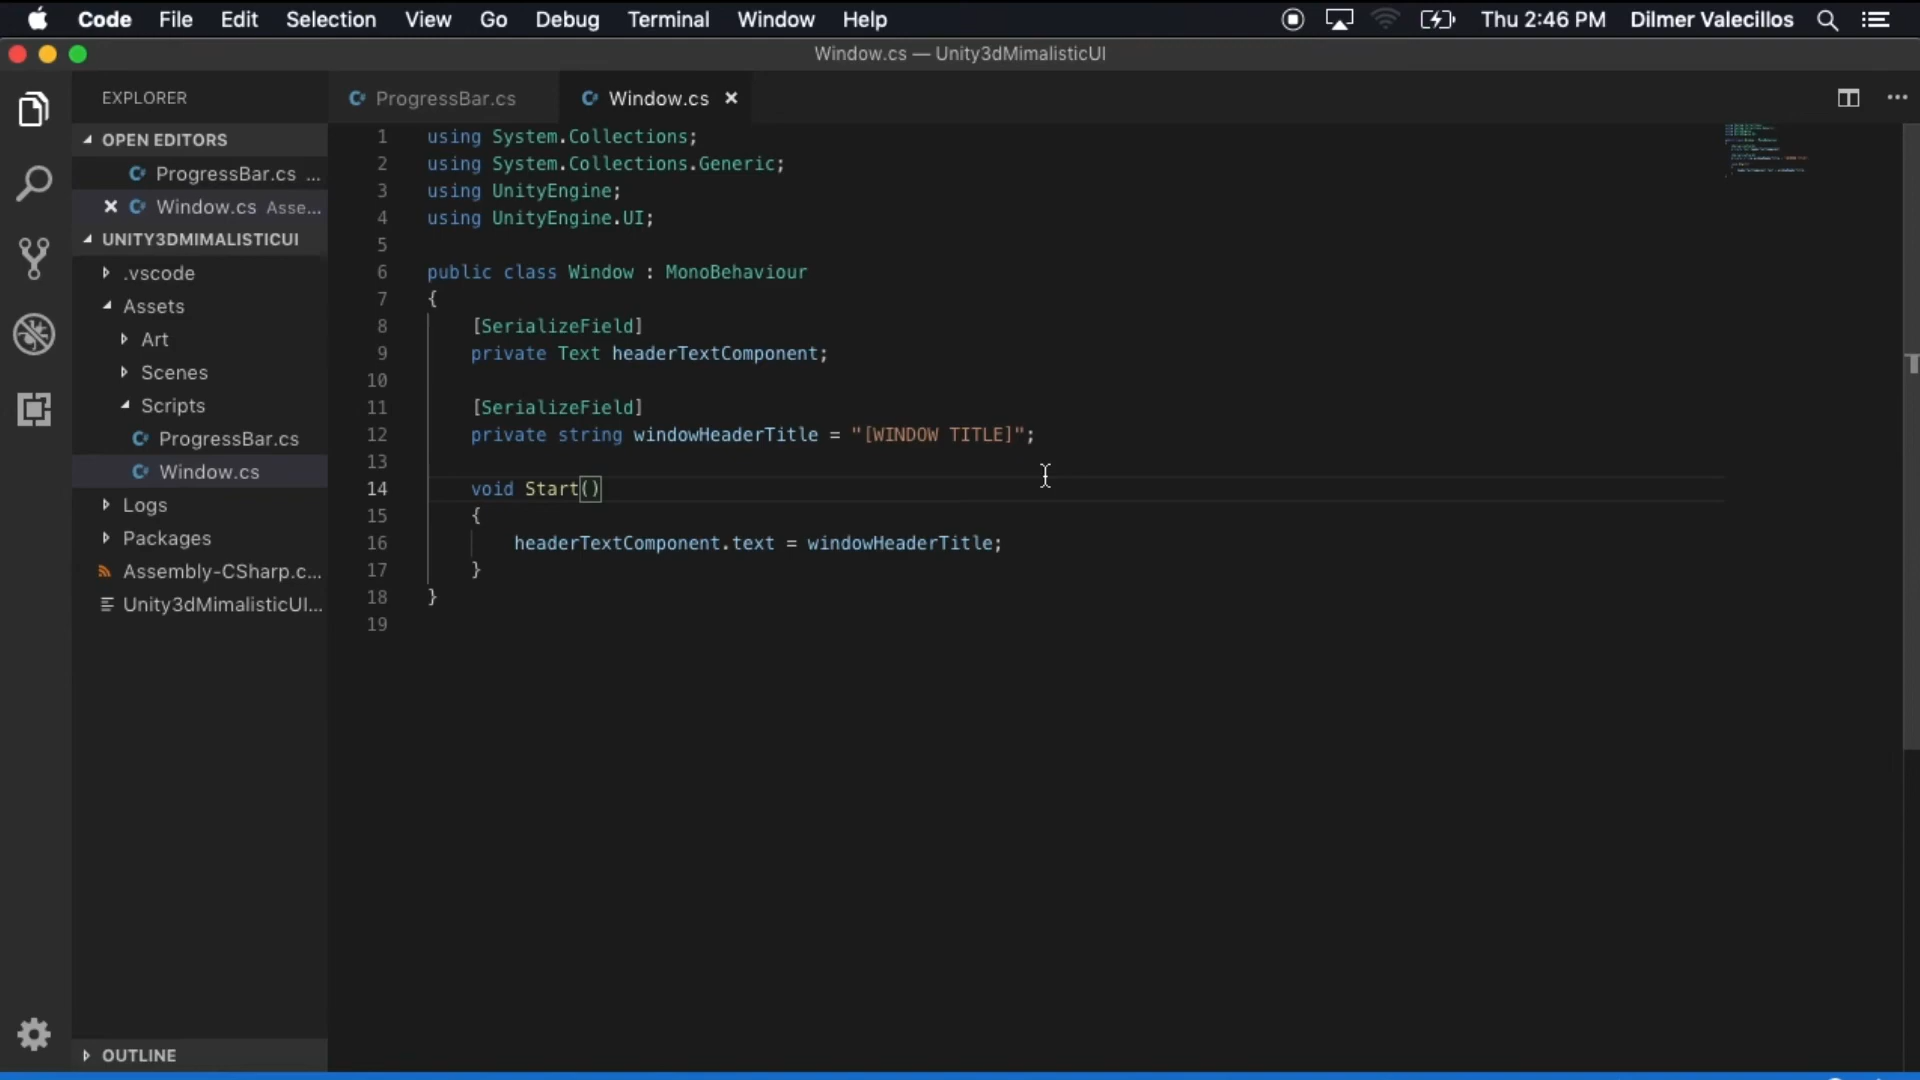 Code File Edit Selection View Go Debug Terminal Window Help Thu 2:46 PM Dilmer Valecillos
Window.cs — Unity3dMimalisticUI
EXPLORER
OPEN EDITORS
ProgressBar.cs ...
Window.cs Asse...
UNITY3DMIMALISTICUI
.vscode
Assets
Art
Scenes
Scripts
ProgressBar.cs
Window.cs
Logs
Packages
Assembly-CSharp.c...
Unity3dMimalisticUI...
OUTLINE
ProgressBar.cs Window.cs
1 using System.Collections;
2 using System.Collections.Generic;
3 using UnityEngine;
4 using UnityEngine.UI;
5
6 public class Window : MonoBehaviour
7 {
8 [SerializeField]
9 private Text headerTextComponent;
10
11 [SerializeField]
12 private string windowHeaderTitle = "[WINDOW TITLE]";
13
14 void Start()
15 {
16 headerTextComponent.text = windowHeaderTitle;
17 }
18 }
19